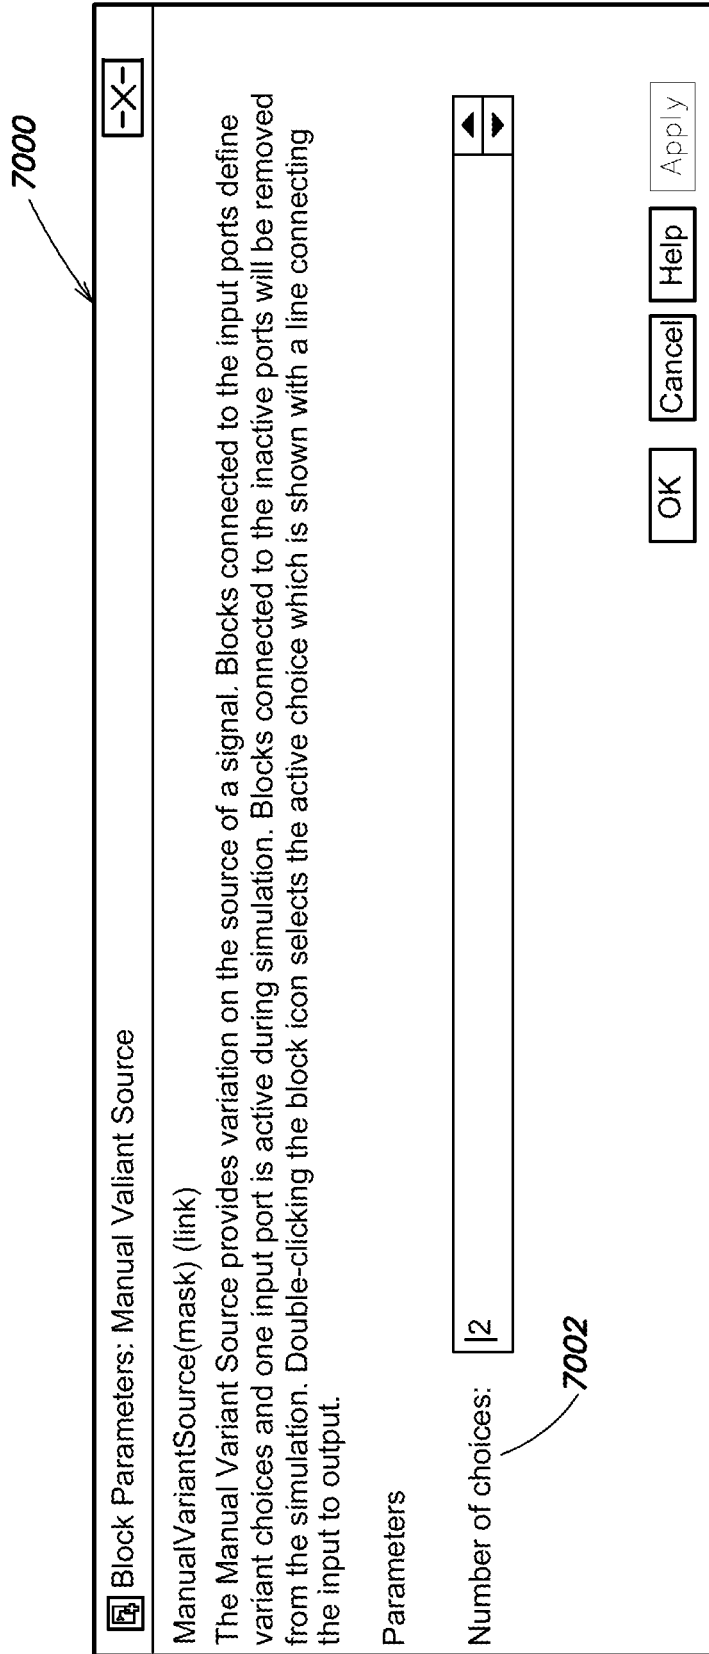 7000
Block Parameters: Manual Valiant Source
-X-
ManualVariantSource(mask) (link)
The Manual Variant Source provides variation on the source of a signal. Blocks connected to the input ports define
variant choices and one input port is active during simulation. Blocks connected to the inactive ports will be removed
from the simulation. Double-clicking the block icon selects the active choice which is shown with a line connecting
the input to output.
Parameters
Number of choices:
2
7002
OK
Cancel
Help
Apply